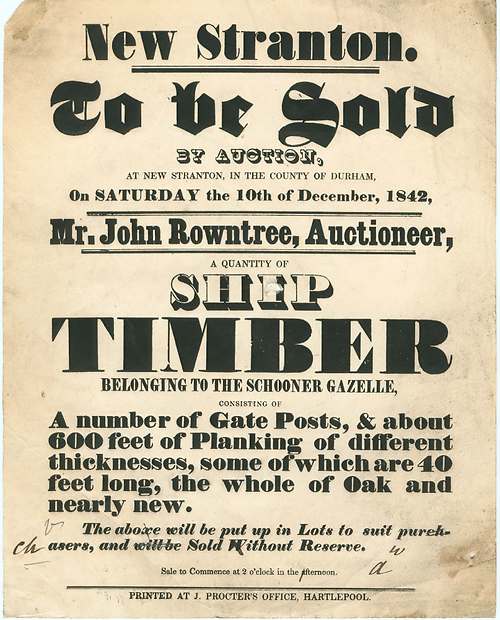 New Stranton.
To be Sold
BY AUCTION,
AT NEW STRANTON, IN THE COUNTY OF DURHAM,
On SATURDAY the 10th of December, 1842,
Mr. John Rowntree, Auctioneer,
A QUANTITY OF
SHIP
TIMBER
BELONGING TO THE SCHOONER GAZELLE,
CONSISTING OF
A number of Gate Posts, & about
600 feet of Planking of different
thicknesses, some of which are 40
feet long, the whole of Oak and
nearly new.
The above will be put up in Lots to suit purch-
ch asers, and will be Sold Without Reserve. w
Sale to Commence at 2 o'clock in the afternoon. a
PRINTED AT J. PROCTER'S OFFICE, HARTLEPOOL.